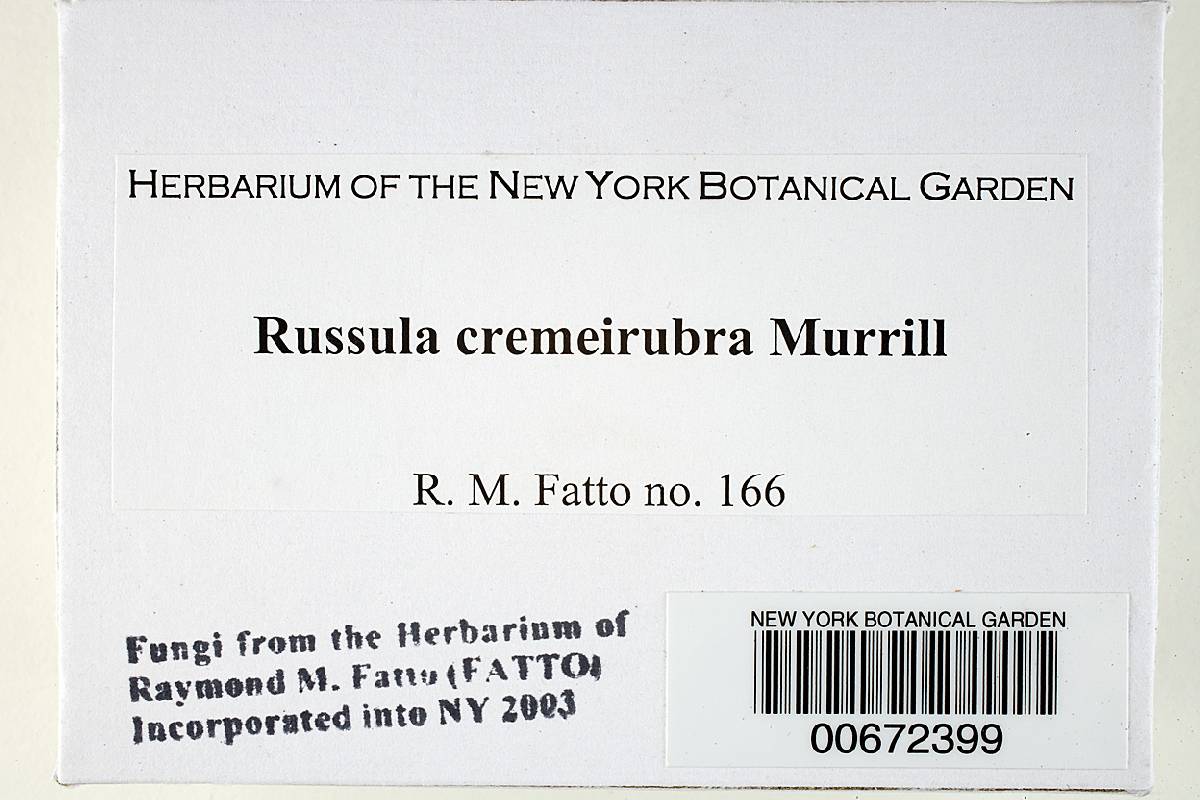 HERBARIUM OF THE NEW YORK BOTANICAL GARDEN
Russula cremeirubra Murrill
R. M. Fatto no. 166
Fungi from the Herbarium of
Raymond M. Fatto (FATTO)
Incorporated into NY 2003
NEW YORK BOTANICAL GARDEN
00672399